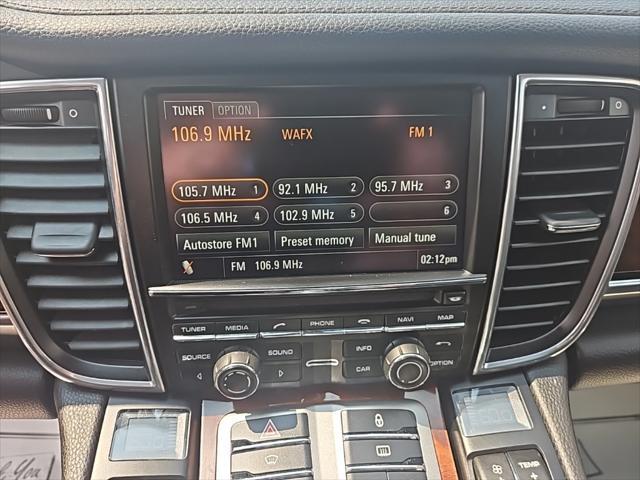 TUNER OPTION
106.9 MHz WAFX FM 1
105.7 MHz 1 92.1 MHz 2 95.7 MHz 3
106.5 MHz 4 102.9 MHz 5 6
Autostore FM1 Preset memory Manual tune
FM 106.9 MHz 02:12pm
TUNER MEDIA PHONE NAVI MAP
SOURCE SOUND INFO
CAR OPTION
TEMP
You